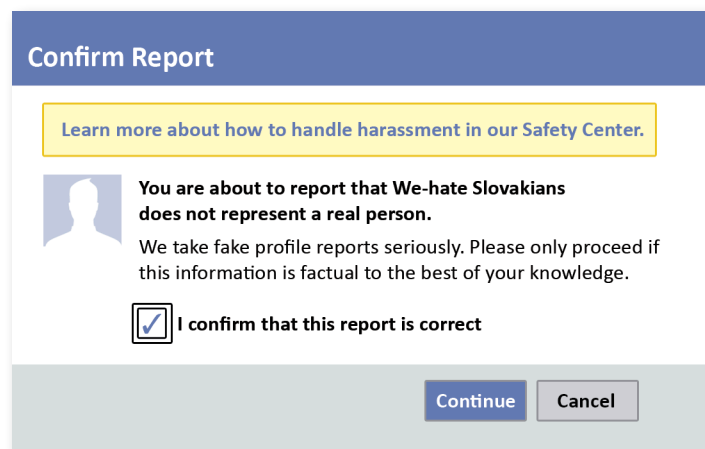 Confirm Report
Learn more about how to handle harassment in our Safety Center.
You are about to report that We-hate Slovakians
does not represent a real person.
We take fake profile reports seriously. Please only proceed if
this information is factual to the best of your knowledge.
I confirm that this report is correct
Continue
Cancel